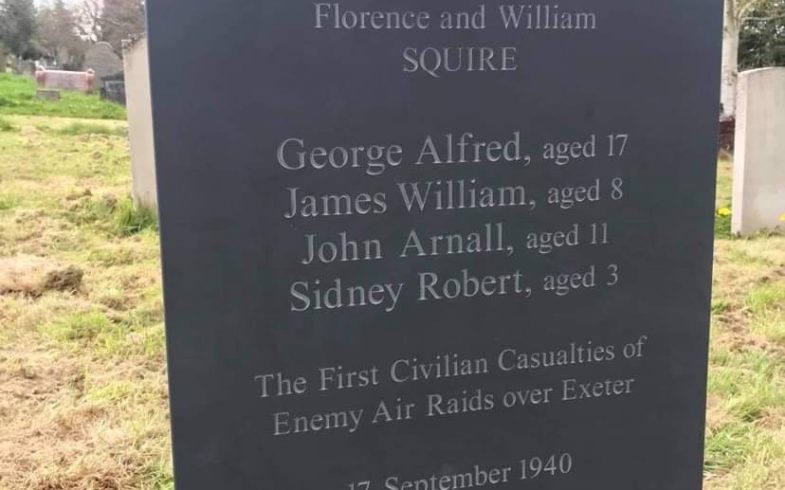 Florence and William
SQUIRE
George Alfred, aged 17
James William, aged 8
John Arnall, aged 11
Sidney Robert, aged 3
The First Civilian Casualties of
Enemy Air Raids over Exeter
17 September 1940